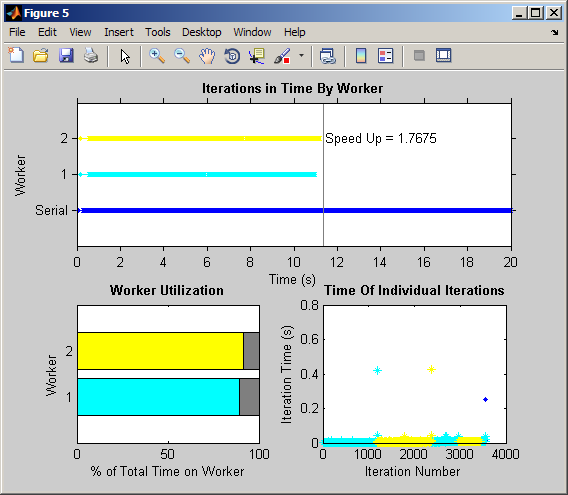 Figure 5
File Edit View Insert Tools Desktop Window Help
Iterations in Time By Worker
2
Speed Up = 1.7675
1
Serial
Worker
0 2 4 6 8 10 12 14 16 18 20
Time (s)
Worker Utilization
2
1
Worker
0 50 100
% of Total Time on Worker
Time Of Individual Iterations
0.8
0.6
0.4
0.2
0
Iteration Time (s)
0 1000 2000 3000 4000
Iteration Number